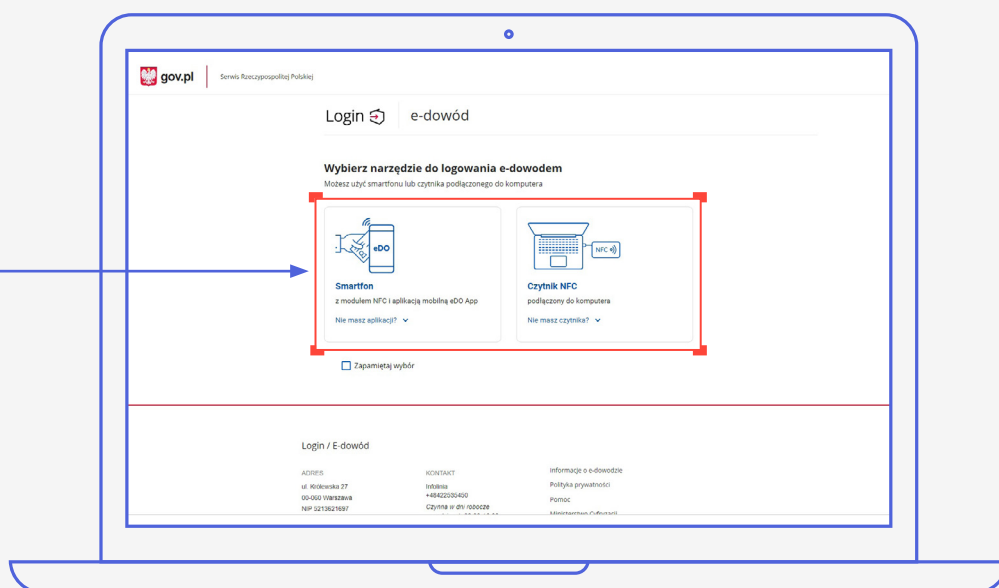 gov.pl
Serwis Rzeczypospolitej Polskiej
Login
e-dowód
Wybierz narzędzie do logowania e-dowodem
Możesz użyć smartfonu lub czytnika podłączonego do komputera
eDO
NFC
Smartfon
z modułem NFC i aplikacją mobilną eDO App
Nie masz aplikacji?
Czytnik NFC
podłączony do komputera
Nie masz czytnika?
Zapamiętaj wybór
Login / E-dowód
ADRES
ul. Królewska 27
00-060 Warszawa
NIP 5213621697
KONTAKT
Infolinia
+48422535450
Czynna w dni robocze
Informacje o e-dowodzie
Polityka prywatności
Pomoc
Ministerstwo Cyfryzacji